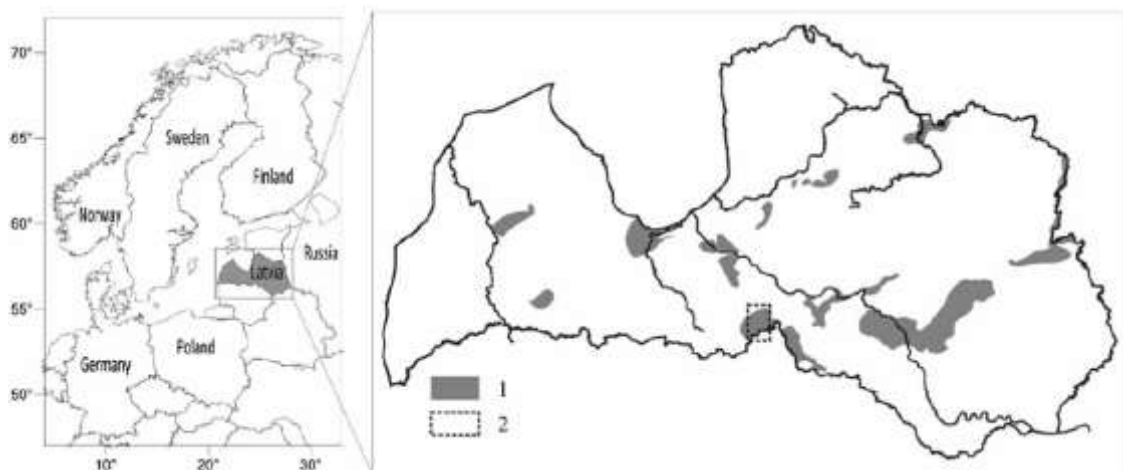 70°
Sweden
65°
Finland
Norway
60°
Russia
Latvia
55°
Poland
Germany
50°
1
2
10°
20°
30°